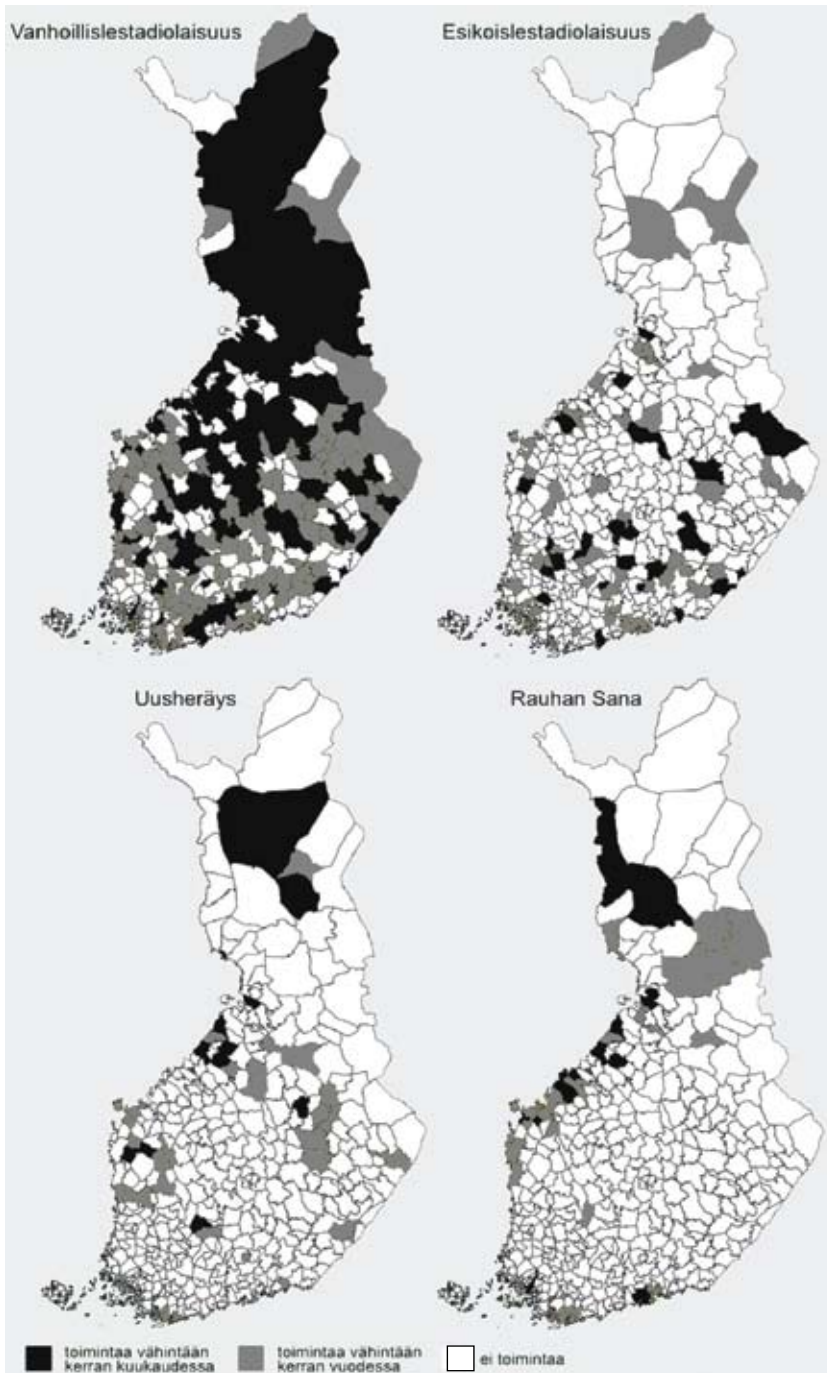 Vanhoillislestadiolaisuus
Esikoislestadiolaisuus
Uusheräys
Rauhan Sana
toimintaa vähintään
kerran kuukaudessa
toimintaa vähintään
kerran vuodessa
ei toimintaa